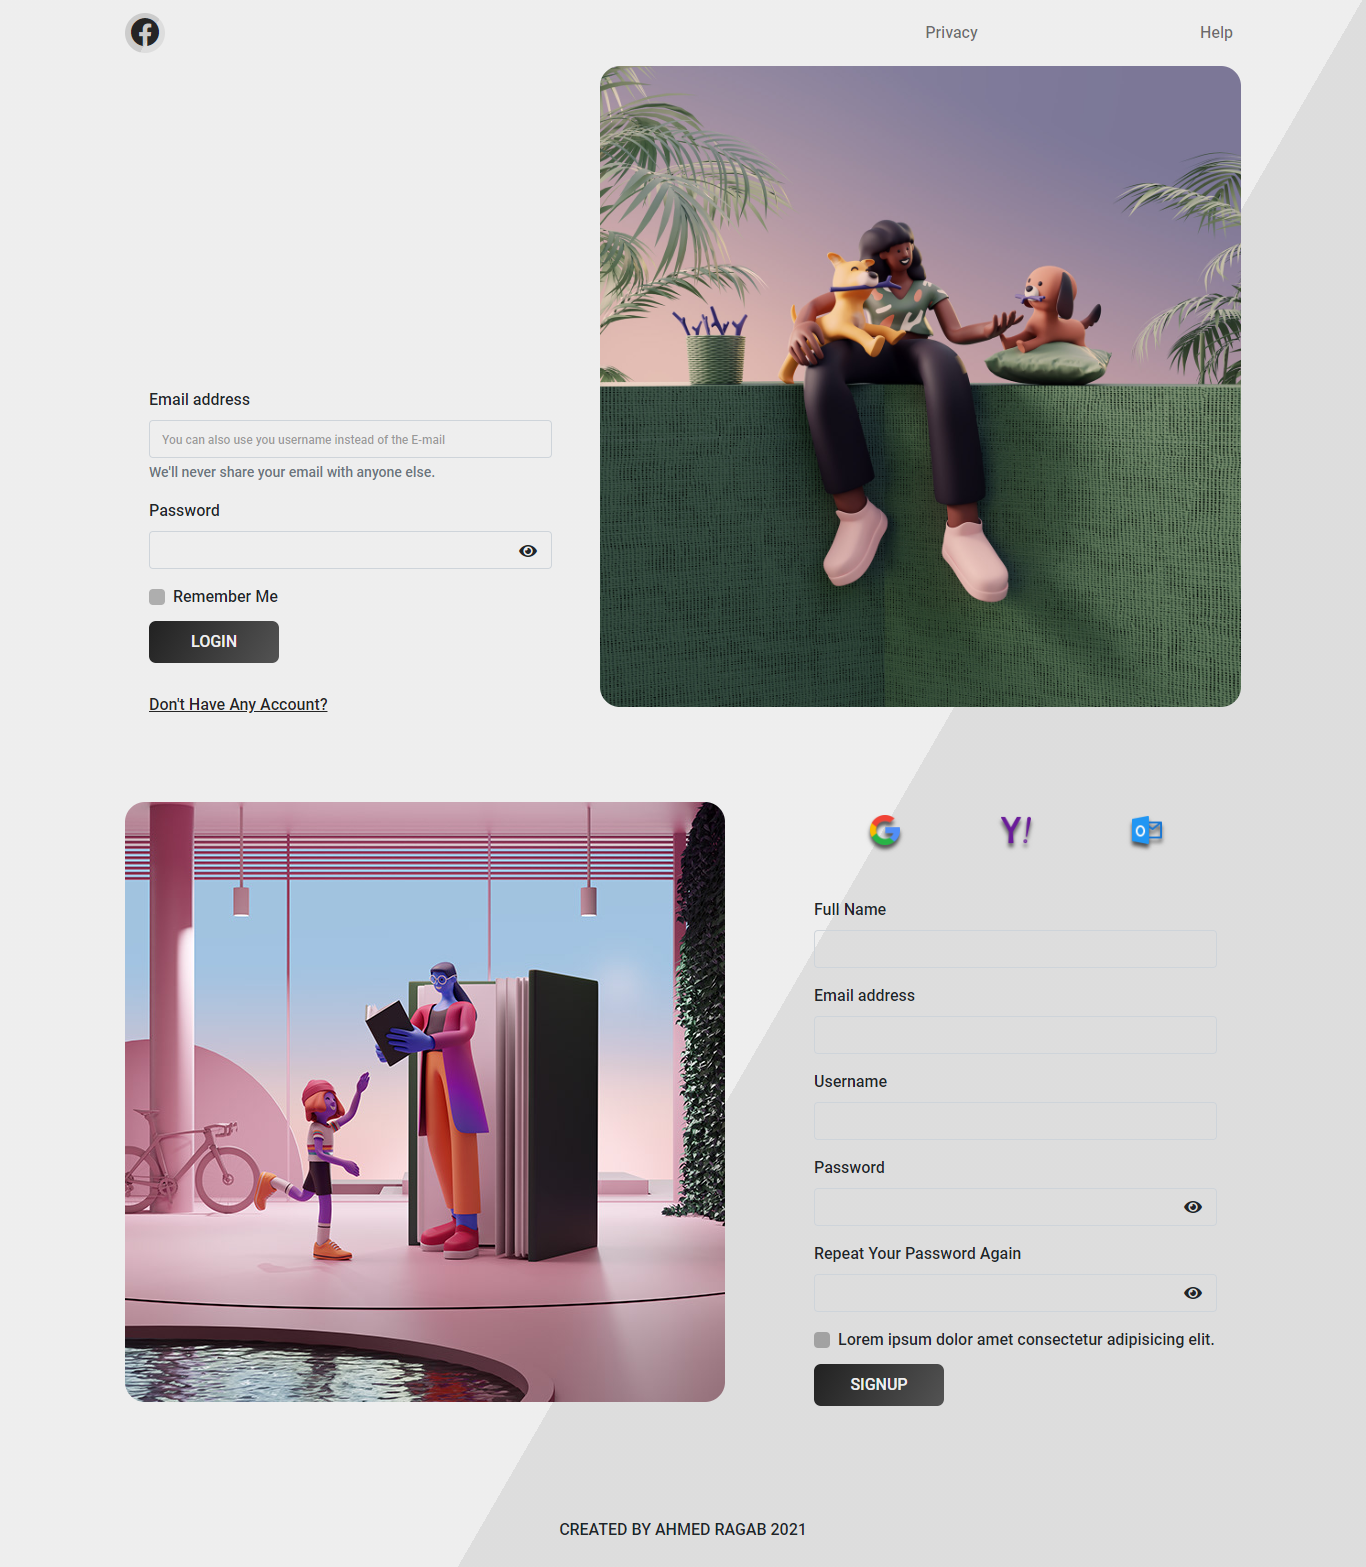 Privacy
Help
Email address
You can also use you username instead of the E-mail
We'll never share your email with anyone else.
Password
Remember Me
LOGIN
Don't Have Any Account?
Y!
Full Name
Email address
Username
Password
Repeat Your Password Again
Lorem ipsum dolor amet consectetur adipisicing elit.
SIGNUP
CREATED BY AHMED RAGAB 2021